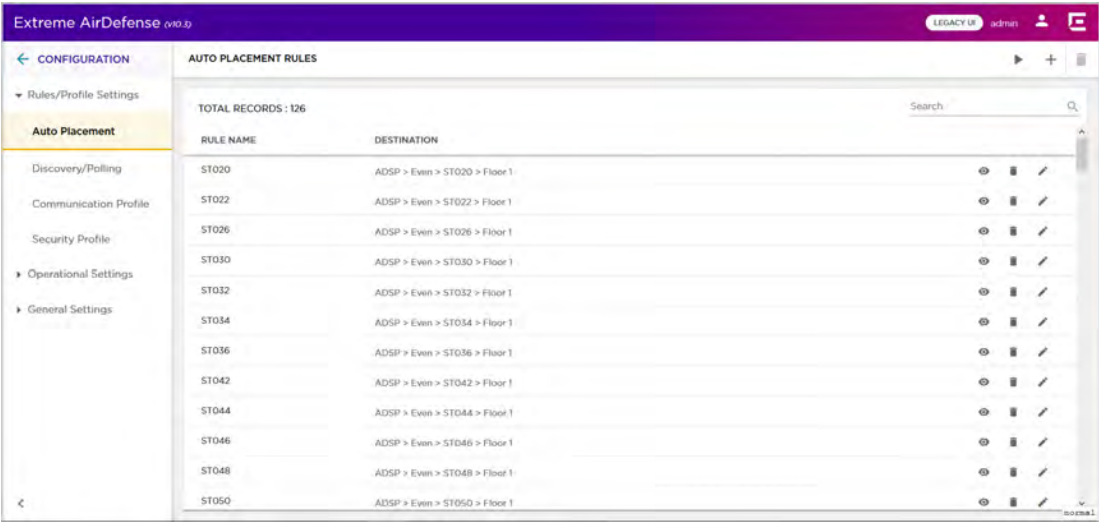 Extreme AirDefense (v10.3)
LEGACY UI admin
CONFIGURATION
AUTO PLACEMENT RULES
Rules/Profile Settings
Auto Placement
Discovery/Polling
Communication Profile
Security Profile
Operational Settings
General Settings
TOTAL RECORDS : 126
Search
RULE NAME DESTINATION
ST020 ADSP > Even > ST020 > Floor 1
ST022 ADSP > Even > ST022 > Floor 1
ST026 ADSP > Even > ST026 > Floor 1
ST030 ADSP > Even > ST030 > Floor 1
ST032 ADSP > Even > ST032 > Floor 1
ST034 ADSP > Even > ST034 > Floor 1
ST036 ADSP > Even > ST036 > Floor 1
ST042 ADSP > Even > ST042 > Floor 1
ST044 ADSP > Even > ST044 > Floor 1
ST046 ADSP > Even > ST046 > Floor 1
ST048 ADSP > Even > ST048 > Floor 1
ST050 ADSP > Even > ST050 > Floor 1
normal